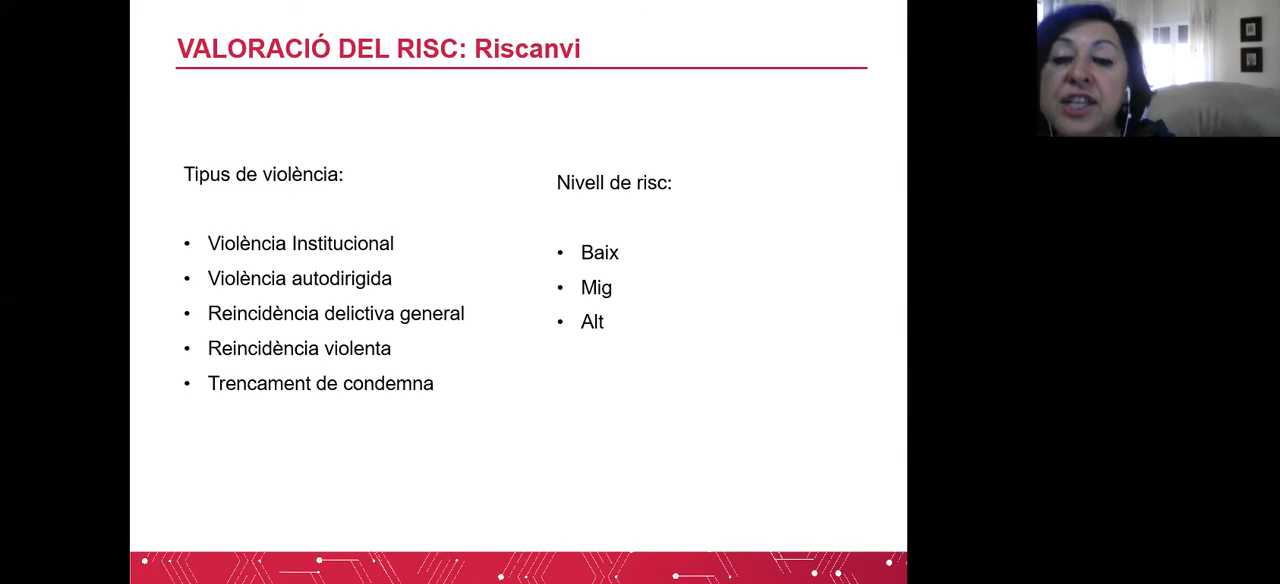 VALORACIÓ DEL RISC: Riscanvi
Tipus de violència:
• Violència Institucional
• Violència autodirigida
• Reincidència delictiva general
• Reincidència violenta
• Trencament de condemna
Nivell de risc:
• Baix
• Mig
• Alt